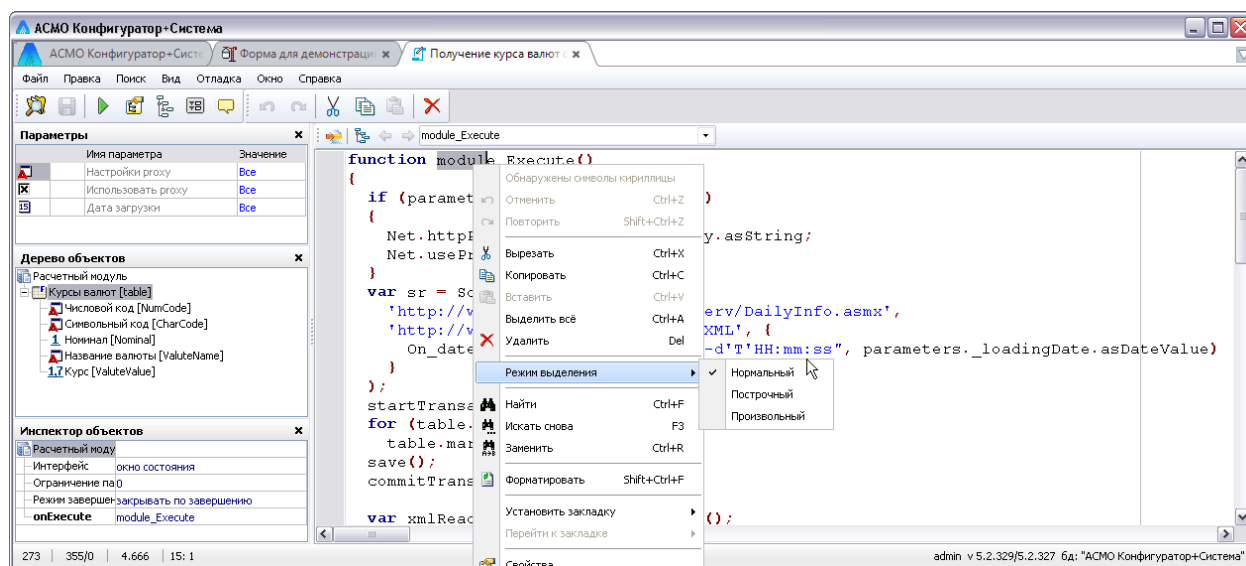 АСМО Конфигуратор+Система
АСМО Конфигуратор+Систе
Форма для демонстраци
Получение курса валют с
Файл Правка Поиск Вид Отладка Окно Справка
Параметры
Имя параметра Значение
Настройки proxy Все
Использовать proxy Все
15 Дата загрузки Все
Дерево объектов
Расчетный модуль
Курсы валют [table]
Числовой код [NumCode]
Символьный код [CharCode]
1 Номинал [Nominal]
Название валюты [ValuteName]
1.7 Курс [ValuteValue]
Инспектор объектов
Расчетный моду
Интерфейс окно состояния
Ограничение па 0
Режим завершен закрывать по завершению
onExecute module_Execute
module_Execute
function module_Execute()
{
if (paramet )
{
Net.httpP y.asString;
Net.usePr
}
var sr = So
'http://w erv/DailyInfo.asmx',
'http://w XML', {
On_date -d'T'HH:mm:ss", parameters._loadingDate.asDateValue)
}
);
startTransa
for (table.
table.mar
save();
commitTrans
var xmlReac ();
Обнаружены символы кириллицы
Отменить Ctrl+Z
Повторить Shift+Ctrl+Z
Вырезать Ctrl+X
Копировать Ctrl+C
Вставить Ctrl+V
Выделить всё Ctrl+A
Удалить Del
Режим выделения
Найти Ctrl+F
Искать снова F3
Заменить Ctrl+R
Форматировать Shift+Ctrl+F
Установить закладку
Перейти к закладке
Свойства
Нормальный
Построчный
Произвольный
273 355/0 4.666 15: 1
admin v 5.2.329/5.2.327 бд: "АСМО Конфигуратор+Система"